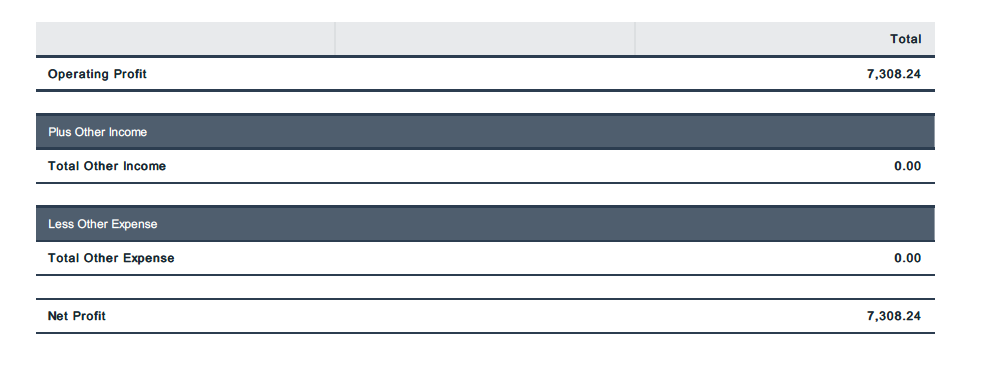 Total
Operating Profit 7,308.24
Plus Other Income
Total Other Income 0.00
Less Other Expense
Total Other Expense 0.00
Net Profit 7,308.24